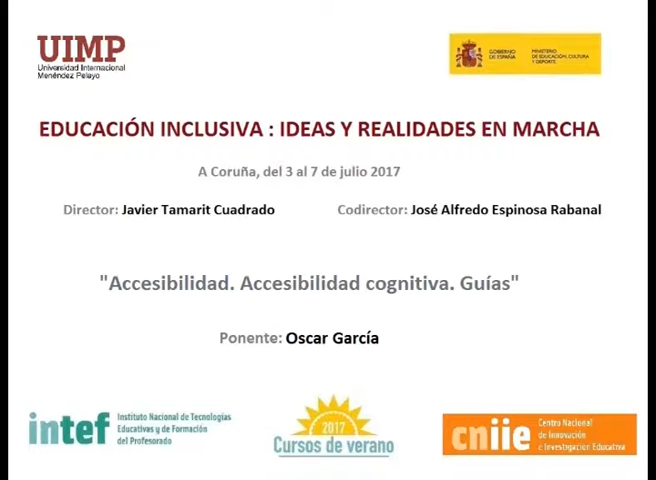 UIMP
Universidad Internacional
Menéndez Pelayo
GOBIERNO
DE ESPAÑA
MINISTERIO
DE EDUCACIÓN, CULTURA
Y DEPORTE
EDUCACIÓN INCLUSIVA : IDEAS Y REALIDADES EN MARCHA
A Coruña, del 3 al 7 de julio 2017
Director: Javier Tamarit Cuadrado
Codirector: José Alfredo Espinosa Rabanal
"Accesibilidad. Accesibilidad cognitiva. Guías"
Ponente: Oscar García
intef
Instituto Nacional de Tecnologías
Educativas y de Formación
del Profesorado
2017
Cursos de verano
cniie
Centro Nacional
de Innovación
e Investigación Educativa